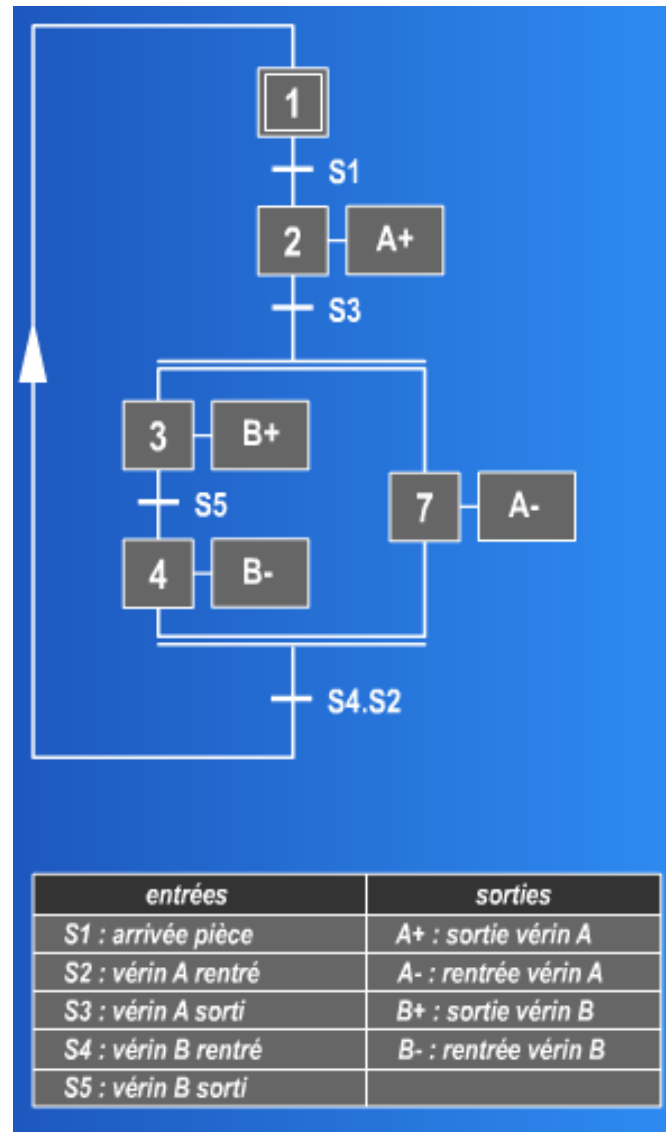 1
S1
2 A+
S3
3 B+
S5
7 A-
4 B-
S4.S2
entrées sorties
S1 : arrivée pièce A+ : sortie vérin A
S2 : vérin A rentré A- : rentrée vérin A
S3 : vérin A sorti B+ : sortie vérin B
S4 : vérin B rentré B- : rentrée vérin B
S5 : vérin B sorti